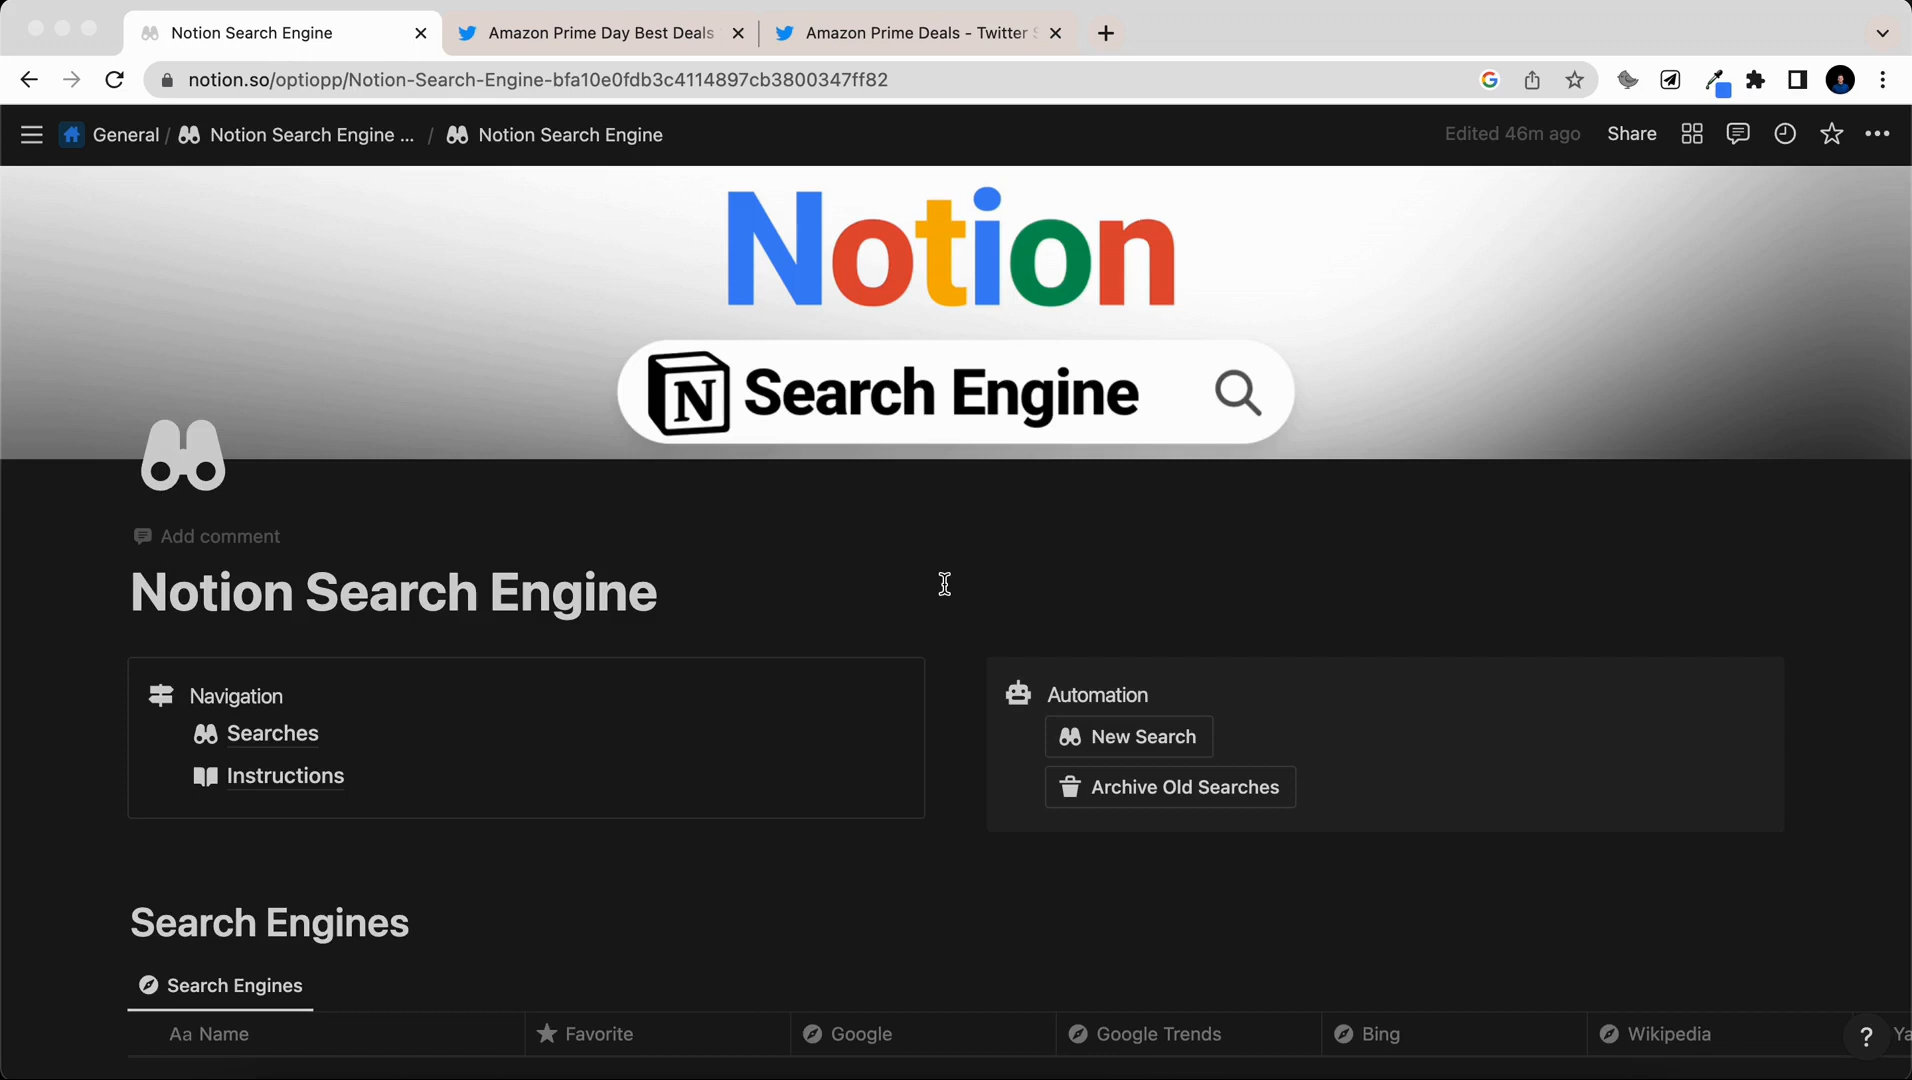 Notion Search Engine
Amazon Prime Day Best Deals
Amazon Prime Deals - Twitter S
notion.so/optiopp/Notion-Search-Engine-bfa10e0fdb3c4114897cb3800347ff82
General / Notion Search Engine ... / Notion Search Engine
Edited 46m ago
Share
Notion
N Search Engine
Add comment
Notion Search Engine
Navigation
Searches
Instructions
Automation
New Search
Archive Old Searches
Search Engines
Search Engines
Aa Name
Favorite
Google
Google Trends
Bing
Wikipedia
?
Ya